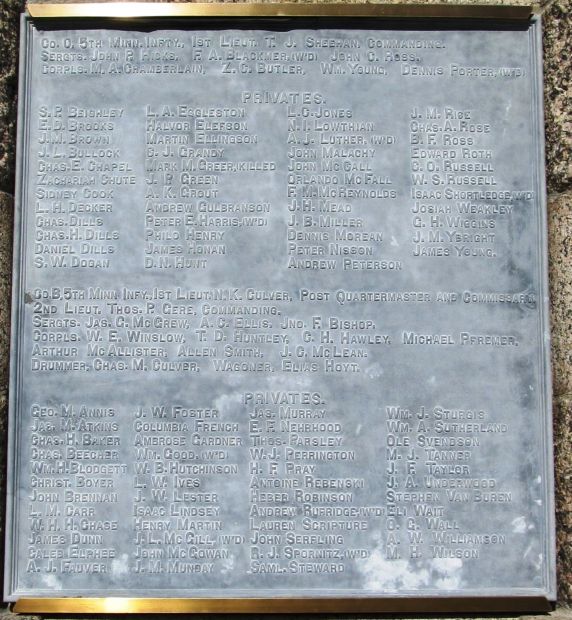 Co. C, 5th Minn. Infty, 1st Lieut. T. J. Sheehan, Commanding.
Sergts. John P. Hicks, F. A. Blackmer, (W'D) John C. Ross.
Corpls. M. A. Chamberlain, Z. C. Butler, Wm. Young, Dennis Porter, (W'D)
PRIVATES.
S. P. Beighley L. A. Eggleston L. C. Jones J. M. Rice
E. D. Brooks Halvor Elefson N. I. Lowthian Chas. A. Rose
J. M. Brown Martin Ellingson A. J. Luther, (W'D) B. F. Ross
J. L. Bullock C. J. Grandy John Malachy Edward Roth
Chas. E. Chapel Mark M. Greer, killed John McCall C. O. Russell
Zachariah Chute J. P. Green Orlando McFall W. S. Russell
Sidney Cook A. K. Grout F. M. McReynolds Isaac Shortledge, W'D
L. H. Decker Andrew Gulbranson J. H. Mead Josiah Weakley
Chas. Dills Peter E. Harris, (W'D) J. B. Miller G. H. Wiggins
Chas. H. Dills Philo Henry Dennis Morean J. M. Ybright
Daniel Dills James Honan Peter Nisson James Young.
S. W. Dogan D. N. Hunt Andrew Peterson
Co. B, 5th Minn. Infy, 1st Lieut. N. K. Culver, Post Quartermaster and Commissary
2nd Lieut. Thos. P. Gere, Commanding.
Sergts. Jas. G. McGrew, A. C. Ellis, Jno. F. Bishop.
Corpls. W. E. Winslow, T. D. Huntley, C. H. Hawley, Michael Pfremer,
Arthur McAllister, Allen Smith, J. C. McLean.
Drummer, Chas. M. Culver, Wagoner, Elias Hoyt.
PRIVATES.
Geo. M. Annis J. W. Foster Jas. Murray Wm. J. Sturgis
Jas. M. Atkins Columbia French E. F. Nehrhood Wm. A. Sutherland
Chas. H. Baker Ambrose Gardner Thos. Parsley Ole Svendson
Chas. Beecher Wm. Good, (W'D) W. J. Perrington M. J. Tanner
Wm. H. Blodgett W. B. Hutchinson H. F. Pray J. F. Taylor
Christ. Boyer L. W. Ives Antoine Rebenski J. A. Underwood
John Brennan J. W. Lester Heber Robinson Stephen Van Buren
L. M. Carr Isaac Lindsey Andrew Rufridge, (W'D) Eli Wait
W. H. H. Chase Henry Martin Lauren Scripture O. G. Wall
James Dunn J. L. McGill, (W'D) John Serfling A. W. Williamson
Caleb Elphee John McGowan R. J. Spornitz, (W'D) M. H. Wilson
A. J. Fauver J. M. Munday Saml. Steward